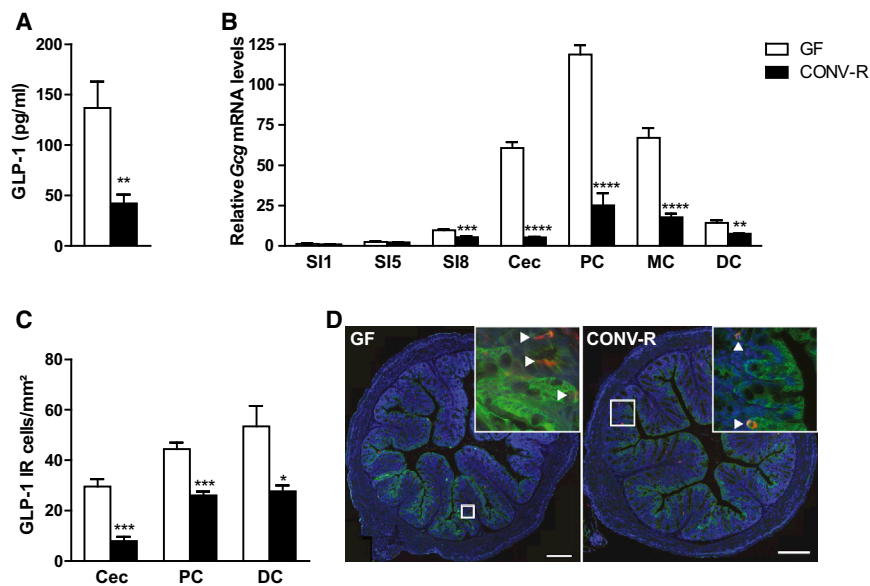 A
GLP-1 (pg/ml)
200
150
100
50
0
**
B
Relative Gcg mRNA levels
125
100
75
50
25
0
*** **** **** **** **
SI1 SI5 SI8 Cec PC MC DC
GF
CONV-R
C
GLP-1 IR cells/mm²
80
60
40
20
0
*** *** *
Cec PC DC
D
GF
CONV-R